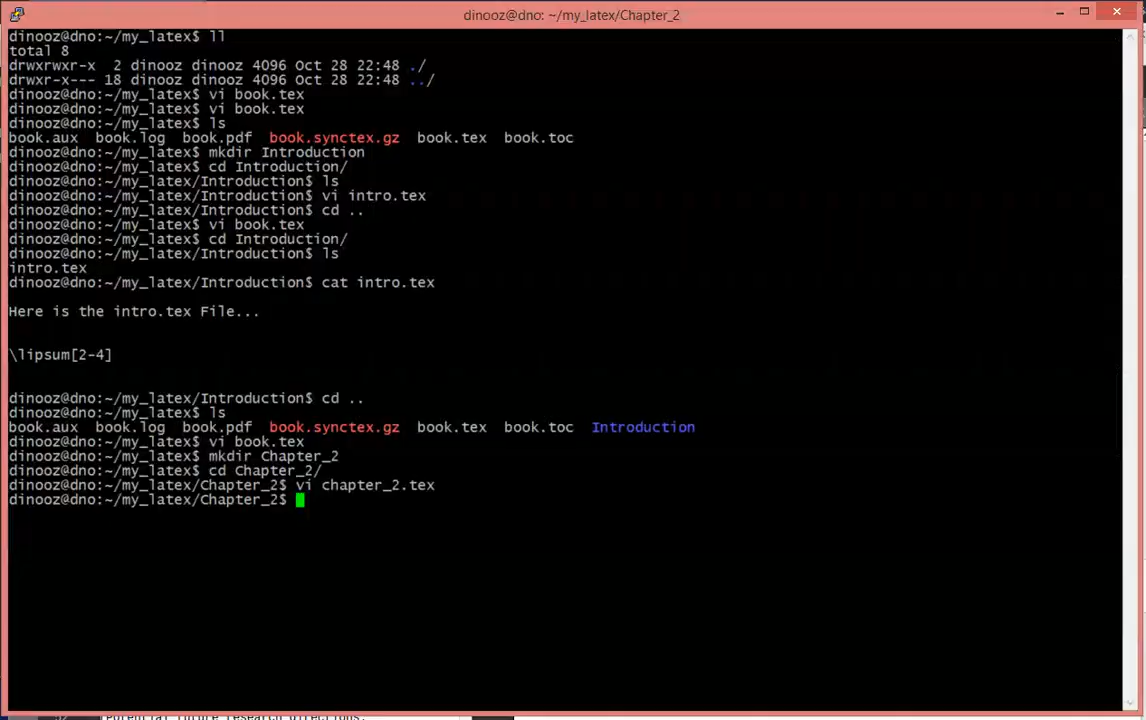 dinooz@dno: ~/my_latex/Chapter_2
dinooz@dno:~/my_latex$ ll
total 8
drwxrwxr-x  2 dinooz dinooz 4096 Oct 28 22:48 ./
drwxr-x--- 18 dinooz dinooz 4096 Oct 28 22:48 ../
dinooz@dno:~/my_latex$ vi book.tex
dinooz@dno:~/my_latex$ vi book.tex
dinooz@dno:~/my_latex$ ls
book.aux  book.log  book.pdf  book.synctex.gz  book.tex  book.toc
dinooz@dno:~/my_latex$ mkdir Introduction
dinooz@dno:~/my_latex$ cd Introduction/
dinooz@dno:~/my_latex/Introduction$ ls
dinooz@dno:~/my_latex/Introduction$ vi intro.tex
dinooz@dno:~/my_latex/Introduction$ cd ..
dinooz@dno:~/my_latex$ vi book.tex
dinooz@dno:~/my_latex$ cd Introduction/
dinooz@dno:~/my_latex/Introduction$ ls
intro.tex
dinooz@dno:~/my_latex/Introduction$ cat intro.tex
Here is the intro.tex File...
\lipsum[2-4]
dinooz@dno:~/my_latex/Introduction$ cd ..
dinooz@dno:~/my_latex$ ls
book.aux  book.log  book.pdf  book.synctex.gz  book.tex  book.toc  Introduction
dinooz@dno:~/my_latex$ vi book.tex
dinooz@dno:~/my_latex$ mkdir Chapter_2
dinooz@dno:~/my_latex$ cd Chapter_2/
dinooz@dno:~/my_latex/Chapter_2$ vi chapter_2.tex
dinooz@dno:~/my_latex/Chapter_2$